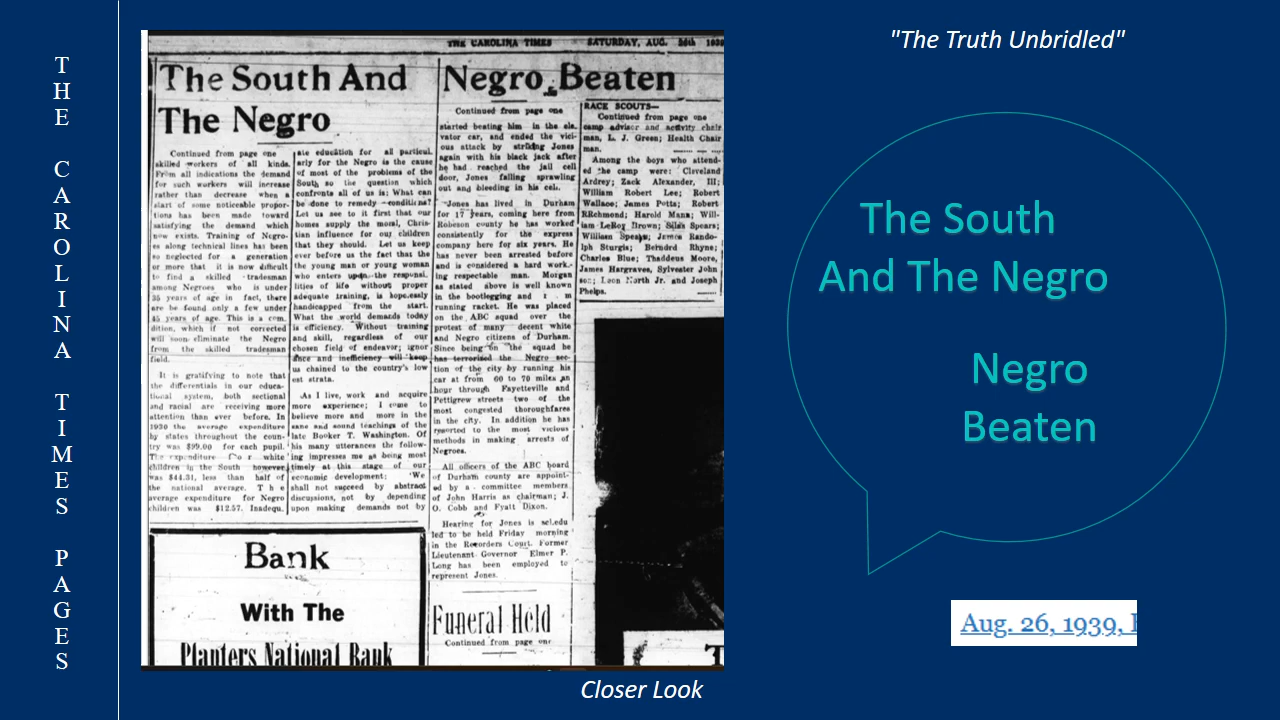 THE CAROLINA TIMES PAGES
THE CAROLINA TIMES SATURDAY, AUG. 26th 1939
The South And
The Negro
Continued from page one
skilled workers of all kinds.
From all indications the demand
for such workers will increase
rather than decrease when a
start of some noticeable propor-
tions has been made toward
satisfying the demand which
now exists. Training of Negro-
es along technical lines has been
so neglected for a generation
or more that it is now difficult
to find a skilled tradesman
among Negroes who is under
35 years of age in fact, there
are be found only a few under
45 years of age. This is a com.
dition, which if not corrected
will soon eliminate the Negro
from the skilled tradesman
field.
It is gratifying to note that
the differentials in our educa-
tional system, both sectional
and racial are receiving more
attention than ever before. In
1930 the average expenditure
by states throughout the coun-
try was $99.00 for each pupil.
The expenditure for white
children in the South however,
was $44.31, less than half of
the national average. The
average expenditure for Negro
children was $12.57. Inadequ.
ate education for all particul.
arly for the Negro is the cause
of most of the problems of the
South, so the question which
confronts all of us is: What can
be done to remedy conditions?
Let us see to it first that our
homes supply the moral, Chris-
tian influence for our children
that they should. Let us keep
ever before us the fact that the
the young man or young woman
who enters upon the responsi.
lities of life without proper
adequate training, is hopelessly
handicapped from the start.
What the world demands today
is efficiency. Without training
and skill, regardless of our
chosen field of endeavor; ignor
ance and inefficiency will keep
us chained to the country's low
est strata.
As I live, work and acquire
more experience; I come to
believe more and more in the
sane and sound teachings of the
late Booker T. Washington. Of
his many utterances the follow-
ing impresses me as being most
timely at this stage of our
economic development: "We
shall not succeed by abstract
discussions, not by depending
upon making demands not by
Bank
With The
Planters National Bank
Negro Beaten
Continued from page one
started beating him in the ele.
vator car, and ended the vici-
ous attack by striking Jones
again with his black jack after
he had reached the jail cell
door, Jones falling sprawling
out and bleeding in his cell.
Jones has lived in Durham
for 17 years, coming here from
Robeson county he has worked
consistently for the express
company here for six years. He
has never been arrested before
and is considered a hard work.
ing respectable man. Morgan
as stated above is well known
in the bootlegging and
running racket. He was placed
on the ABC squad over the
protest of many decent white
and Negro citizens of Durham.
Since being on the squad he
has terrorised the Negro sec-
tion of the city by running his
car at from 60 to 70 miles an
hour through Fayetteville and
Pettigrew streets two of the
most congested thoroughfares
in the city. In addition he has
resorted to the most vicious
methods in making arrests of
Negroes.
All officers of the ABC board
of Durham county are appoint-
ed by a committee members
of John Harris as chairman; J.
O. Cobb and Fyatt Dixon.
Hearing for Jones is schedu
led to be held Friday morning
in the Recorders Court. Former
Lieutenant Governor Elmer P.
Long has been employed to
represent Jones.
Funeral Held
Continued from page one
RACK SCOUTS—
Continued from page one
camp advisor and activity chair.
man, L. J. Green; Health Chair
man.
Among the boys who attend-
ed the camp were: Cleveland
Ardrey; Zack Alexander, III;
William Robert Lee; Robert
Wallace; James Potts; Robert
RRchmond; Harold Mann; Will-
iam LeRoy Brown; Silas Spears;
William Speaks; James Rando-
lph Sturgis; Bernard Rhyne;
Charles Blue; Thaddeus Moore,
James Hargraves, Sylvester John
son; Leon North Jr. and Joseph
Phelps.
Closer Look
"The Truth Unbridled"
The South
And The Negro
Negro
Beaten
Aug. 26, 1939,